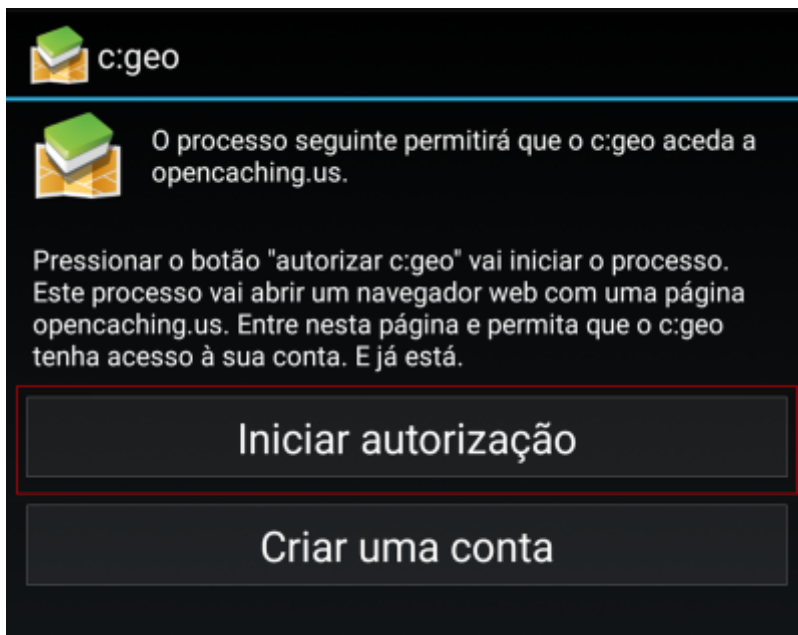 c:geo
O processo seguinte permitirá que o c:geo aceda a
opencaching.us.
Pressionar o botão "autorizar c:geo" vai iniciar o processo.
Este processo vai abrir um navegador web com uma página
opencaching.us. Entre nesta página e permita que o c:geo
tenha acesso à sua conta. E já está.
Iniciar autorização
Criar uma conta